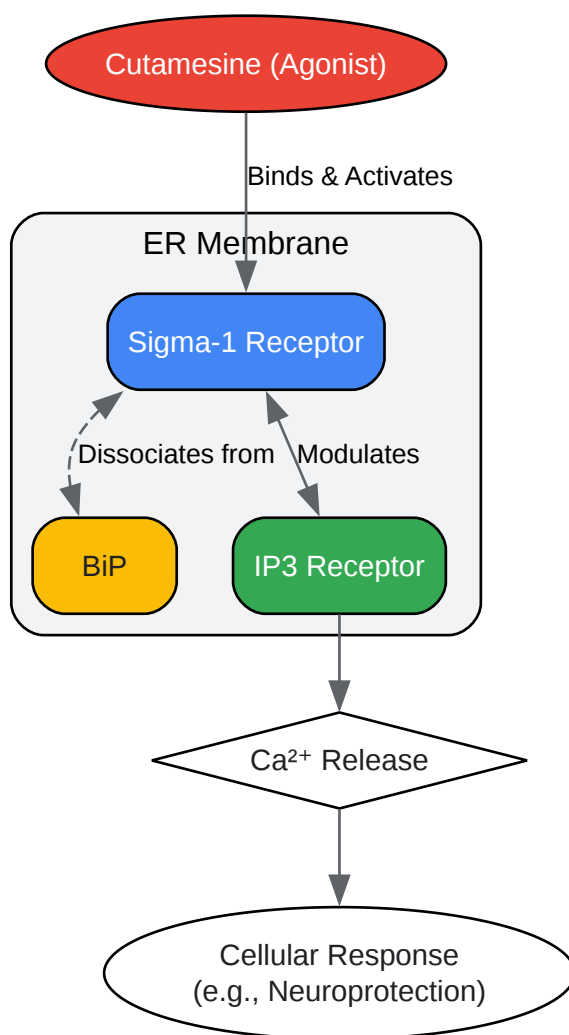 Cutamesine (Agonist)
Binds & Activates
ER Membrane
Sigma-1 Receptor
Dissociates from
Modulates
BiP
IP3 Receptor
Ca²⁺ Release
Cellular Response
(e.g., Neuroprotection)